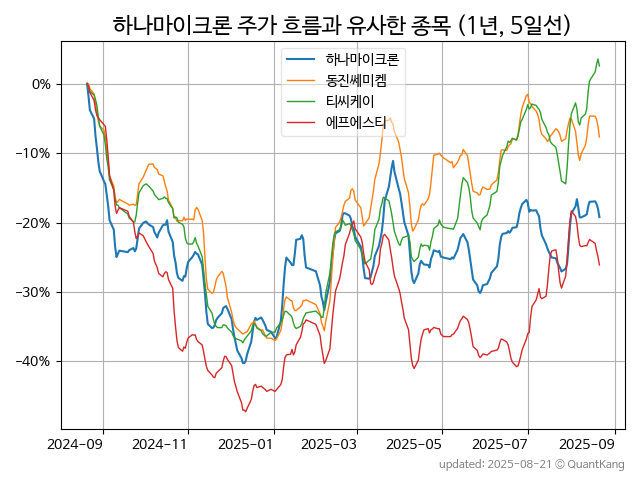 하나마이크론 주가 흐름과 유사한 종목 (1년, 5일선)
하나마이크론
동진쎄미켐
티씨케이
에프에스티
0%
−10%
−20%
−30%
−40%
2024-09
2024-11
2025-01
2025-03
2025-05
2025-07
2025-09
updated: 2025-08-21 © QuantKang